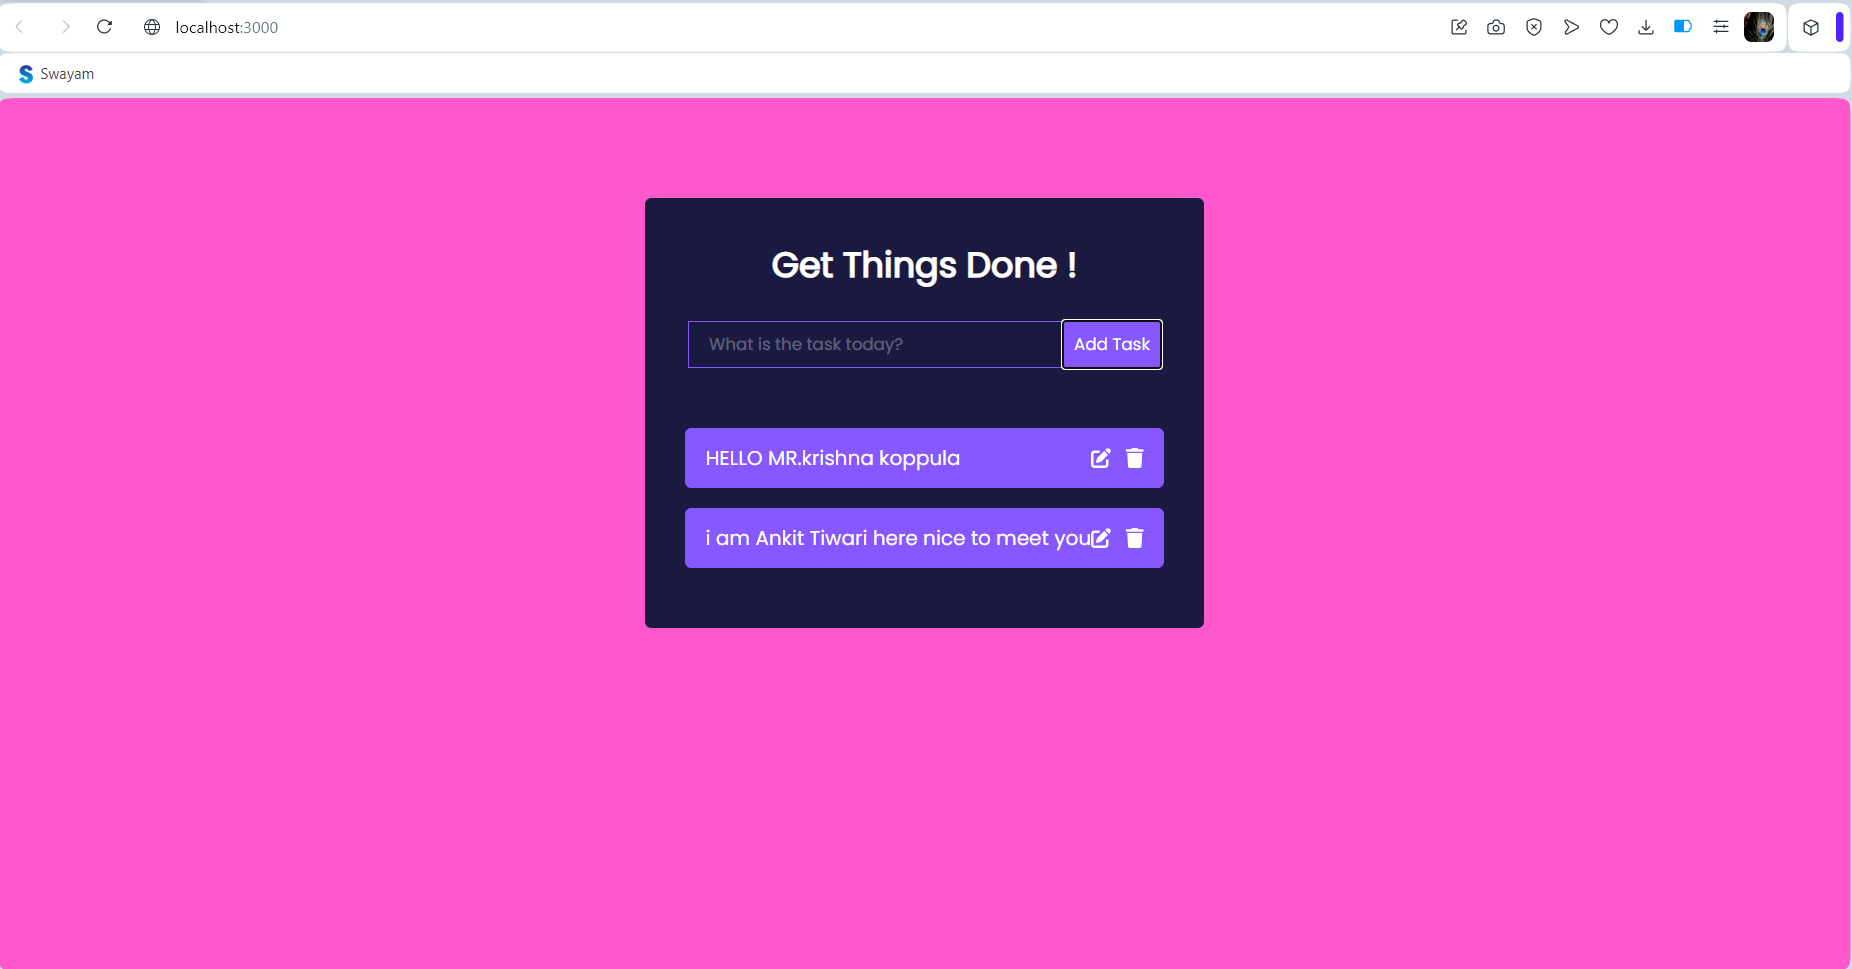 localhost:3000
Swayam
Get Things Done !
What is the task today?
Add Task
HELLO MR.krishna koppula
i am Ankit Tiwari here nice to meet you